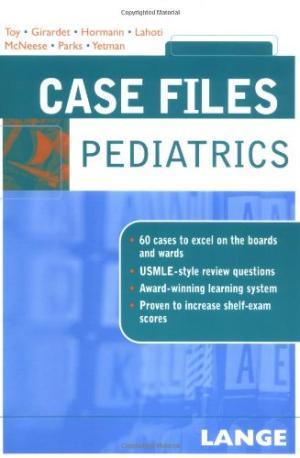 Toy • Girardet • Hormann • Lahoti
McNeese • Parks • Yetman
CASE FILES
PEDIATRICS
• 60 cases to excel on the boards
and wards
• USMLE-style review questions
• Award-winning learning system
• Proven to increase shelf-exam
scores
LANGE